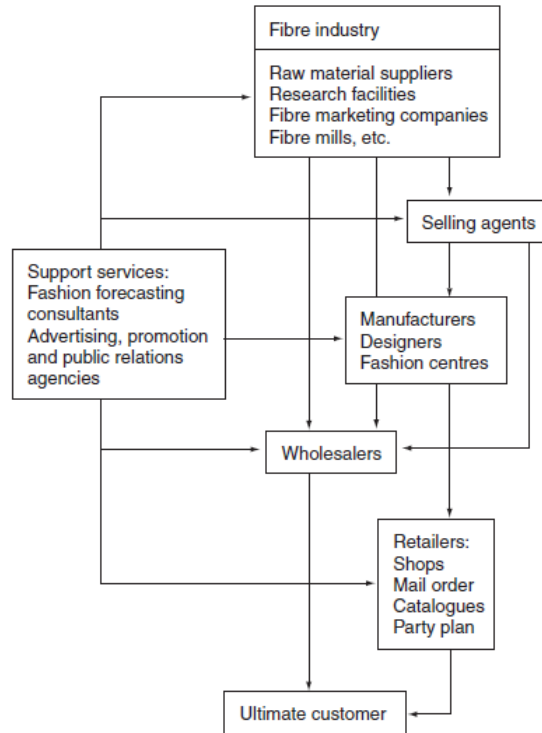 Fibre industry
Raw material suppliers
Research facilities
Fibre marketing companies
Fibre mills, etc.
Selling agents
Support services:
Fashion forecasting
consultants
Advertising, promotion
and public relations
agencies
Manufacturers
Designers
Fashion centres
Wholesalers
Retailers:
Shops
Mail order
Catalogues
Party plan
Ultimate customer